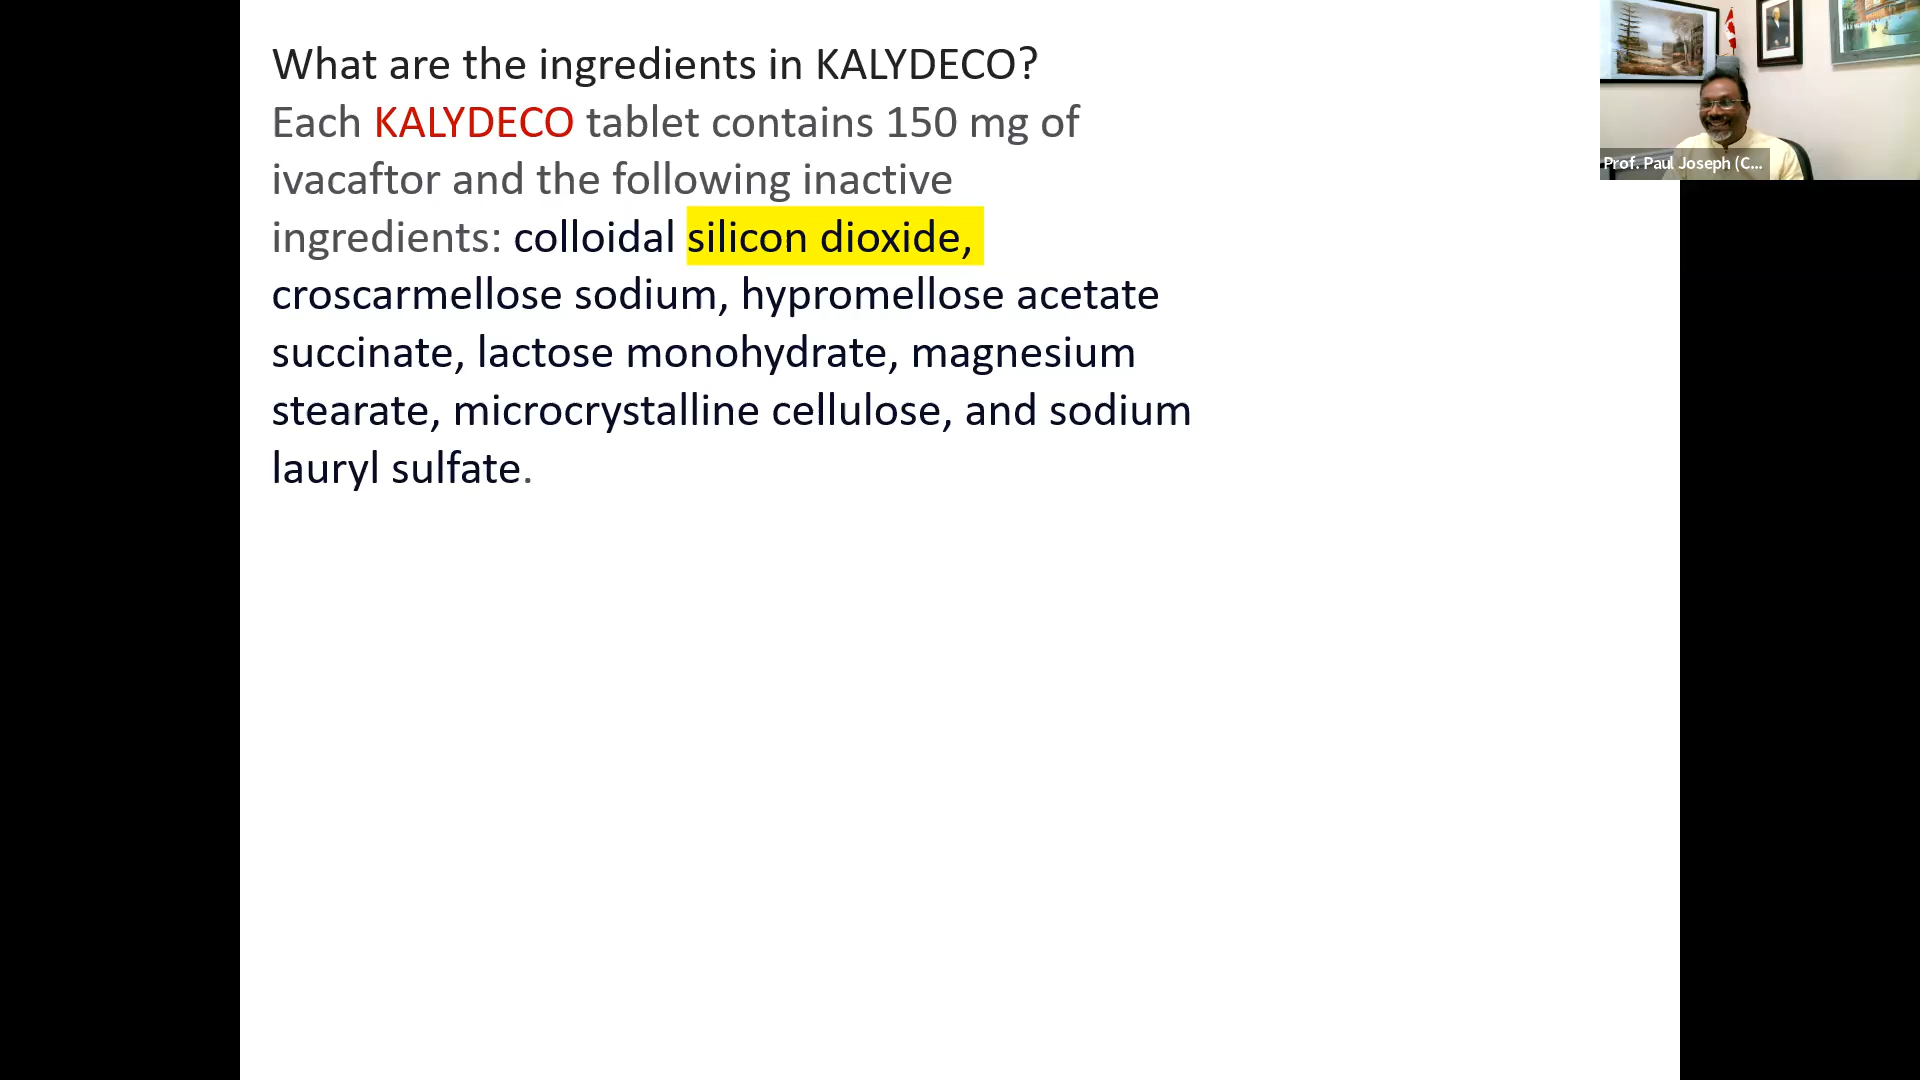 What are the ingredients in KALYDECO?
Each KALYDECO tablet contains 150 mg of
ivacaftor and the following inactive
ingredients: colloidal silicon dioxide,
croscarmellose sodium, hypromellose acetate
succinate, lactose monohydrate, magnesium
stearate, microcrystalline cellulose, and sodium
lauryl sulfate.
Prof. Paul Joseph (C...